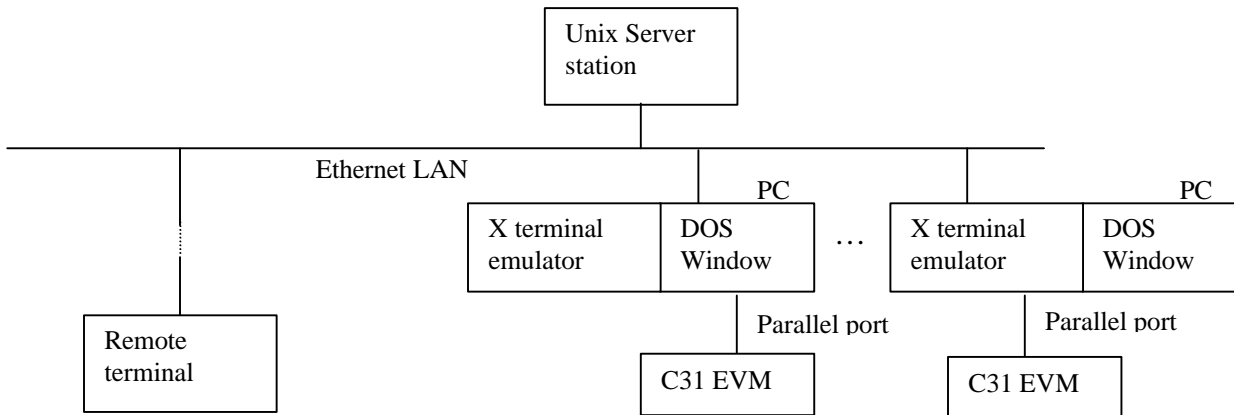 Unix Server
station
Ethernet LAN
PC
PC
X terminal
emulator
DOS
Window
...
X terminal
emulator
DOS
Window
Parallel port
Parallel port
Remote
terminal
C31 EVM
C31 EVM